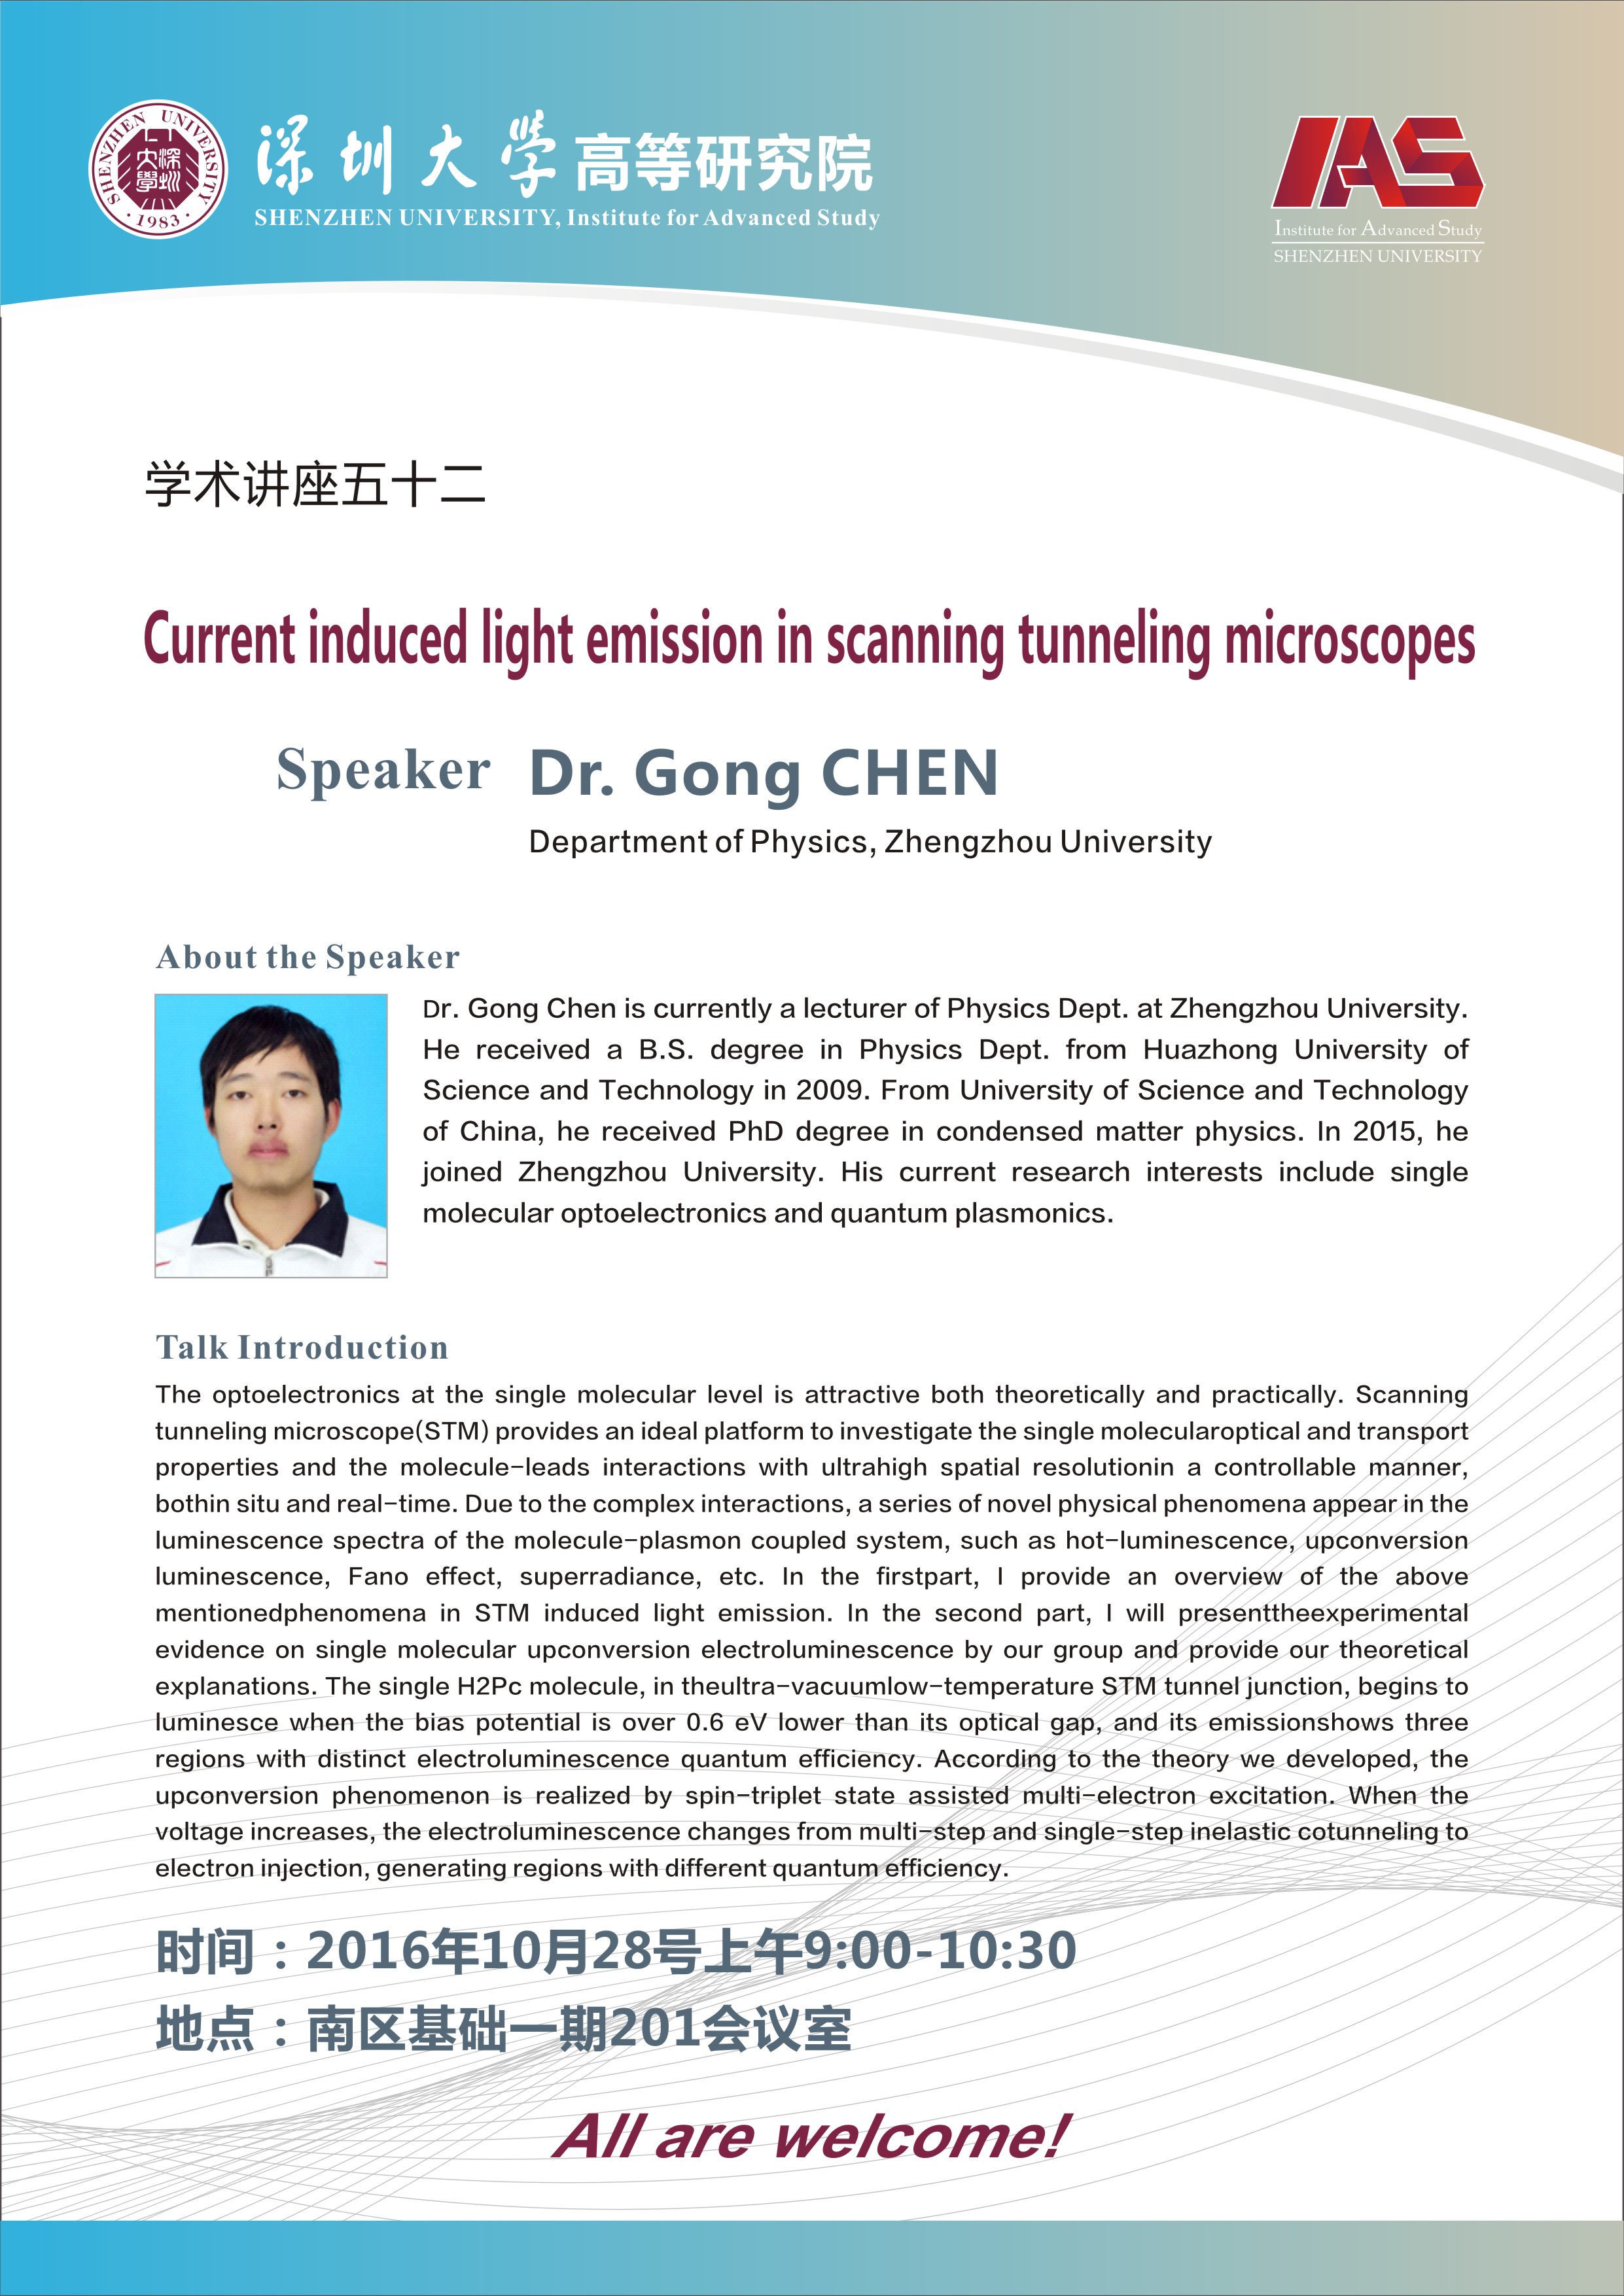 SHENZHEN UNIVERSITY
深圳
大學
·1983·
深圳大学高等研究院
SHENZHEN UNIVERSITY, Institute for Advanced Study
IAS
Institute for Advanced Study
SHENZHEN UNIVERSITY
学术讲座五十二
Current induced light emission in scanning tunneling microscopes
Speaker Dr. Gong CHEN
Department of Physics, Zhengzhou University
About the Speaker
Dr. Gong Chen is currently a lecturer of Physics Dept. at Zhengzhou University.
He received a B.S. degree in Physics Dept. from Huazhong University of
Science and Technology in 2009. From University of Science and Technology
of China, he received PhD degree in condensed matter physics. In 2015, he
joined Zhengzhou University. His current research interests include single
molecular optoelectronics and quantum plasmonics.
Talk Introduction
The optoelectronics at the single molecular level is attractive both theoretically and practically. Scanning
tunneling microscope(STM) provides an ideal platform to investigate the single molecularoptical and transport
properties and the molecule-leads interactions with ultrahigh spatial resolutionin a controllable manner,
bothin situ and real-time. Due to the complex interactions, a series of novel physical phenomena appear in the
luminescence spectra of the molecule-plasmon coupled system, such as hot-luminescence, upconversion
luminescence, Fano effect, superradiance, etc. In the firstpart, I provide an overview of the above
mentionedphenomena in STM induced light emission. In the second part, I will presenttheexperimental
evidence on single molecular upconversion electroluminescence by our group and provide our theoretical
explanations. The single H2Pc molecule, in theultra-vacuumlow-temperature STM tunnel junction, begins to
luminesce when the bias potential is over 0.6 eV lower than its optical gap, and its emissionshows three
regions with distinct electroluminescence quantum efficiency. According to the theory we developed, the
upconversion phenomenon is realized by spin-triplet state assisted multi-electron excitation. When the
voltage increases, the electroluminescence changes from multi-step and single-step inelastic cotunneling to
electron injection, generating regions with different quantum efficiency.
时间：2016年10月28号上午9:00-10:30
地点：南区基础一期201会议室
All are welcome!